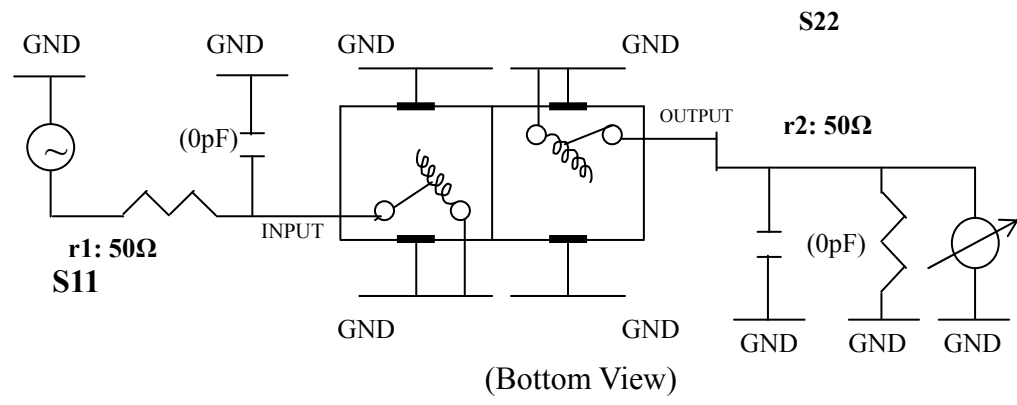 S22
GND
GND
GND
GND
OUTPUT
r2: 50Ω
(0pF)
INPUT
r1: 50Ω
S11
(0pF)
GND
GND
GND
GND
GND
(Bottom View)